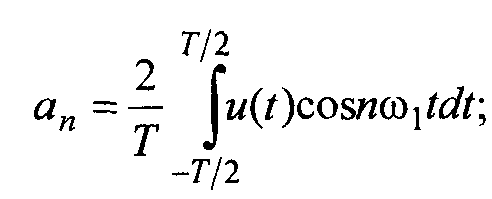 a_n = \frac{2}{T} \int_{-T/2}^{T/2} u(t)\cos n\omega_1 t dt;